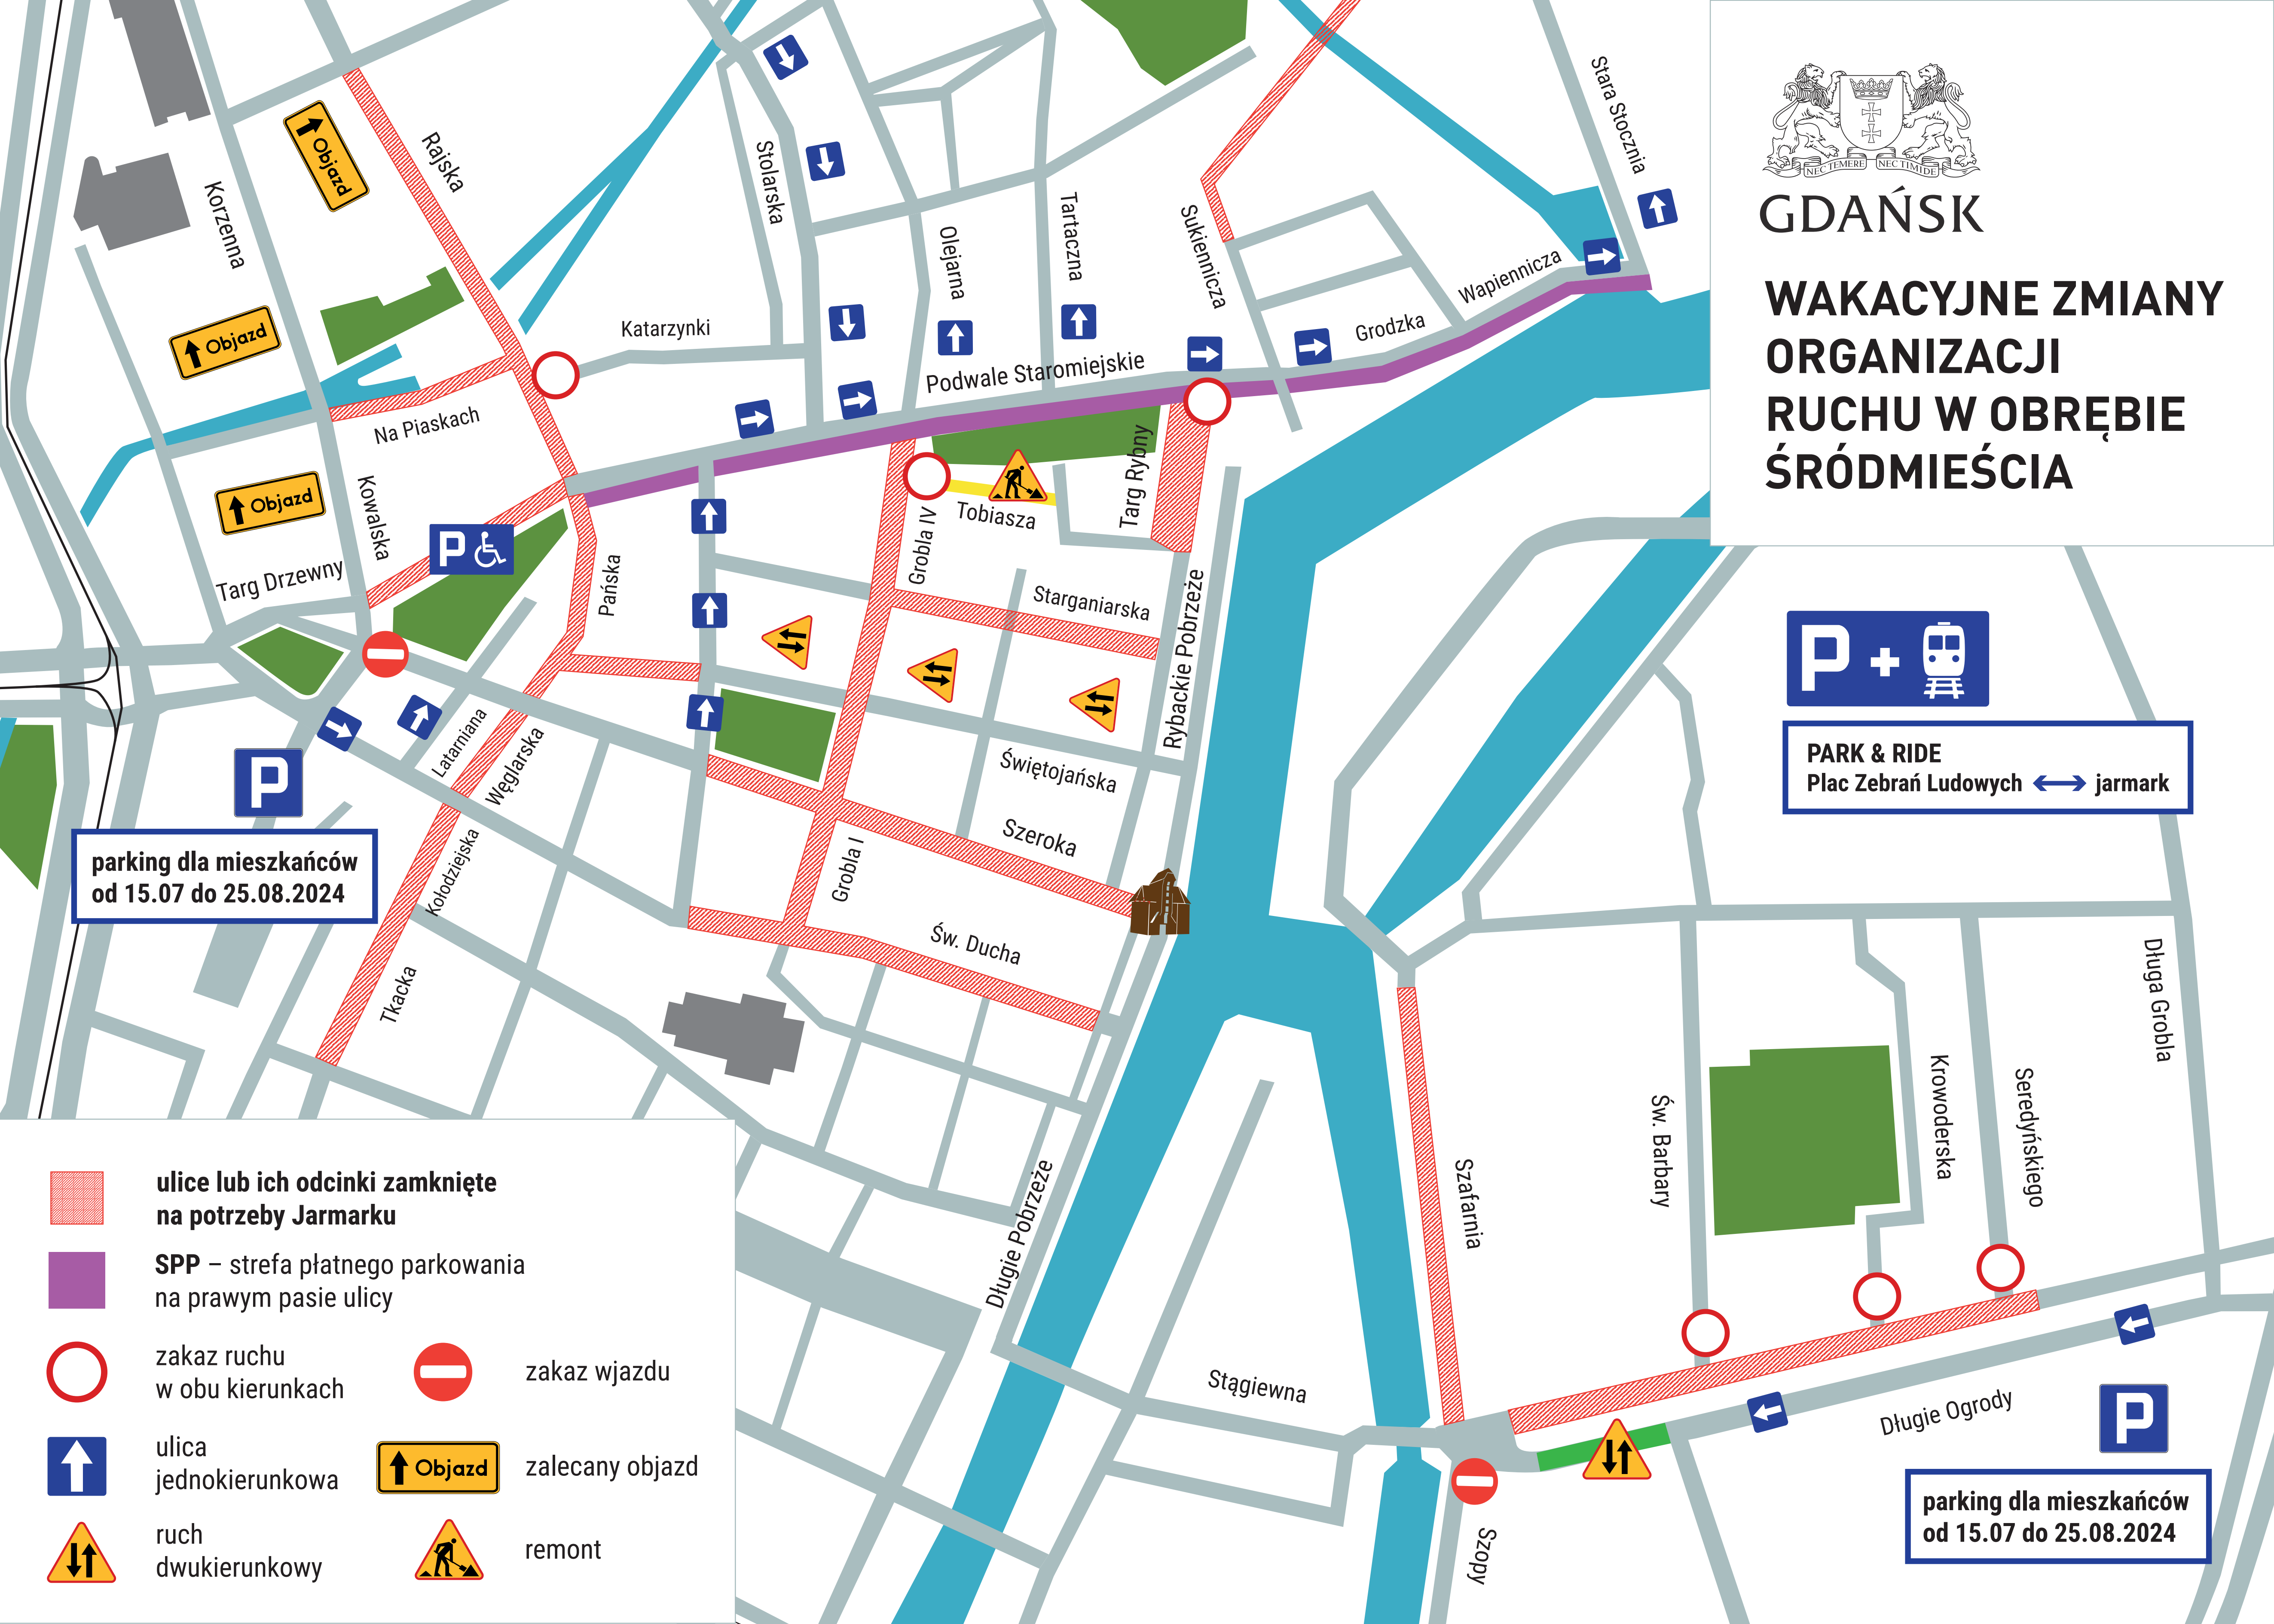 NEC TEMERE NEC TIMIDE
GDAŃSK
WAKACYJNE ZMIANY
ORGANIZACJI
RUCHU W OBRĘBIE
ŚRÓDMIEŚCIA
Stara Stocznia
Rajska
Objazd
Korzenna
Stolarska
Olejarna
Tartaczna
Sukiennicza
Wapiennicza
Grodzka
Katarzynki
Objazd
Podwale Staromiejskie
Na Piaskach
Objazd
Kowalska
P
Targ Drzewny
Pańska
Grobla IV
Tobiasza
Targ Rybny
Starganiarska
Rybackie Pobrzeże
Świętojańska
Szeroka
Latarniana
Węglarska
Kołodziejska
Grobla I
Św. Ducha
Tkacka
P
parking dla mieszkańców
od 15.07 do 25.08.2024
P +
PARK & RIDE
Plac Zebrań Ludowych
jarmark
Długa Grobla
Krowoderska
Seredyńskiego
Św. Barbary
Szafarnia
Długie Pobrzeże
Stągiewna
Długie Ogrody
Szopy
P
parking dla mieszkańców
od 15.07 do 25.08.2024
ulice lub ich odcinki zamknięte
na potrzeby Jarmarku
SPP – strefa płatnego parkowania
na prawym pasie ulicy
zakaz ruchu
w obu kierunkach
zakaz wjazdu
ulica
jednokierunkowa
Objazd
zalecany objazd
ruch
dwukierunkowy
remont